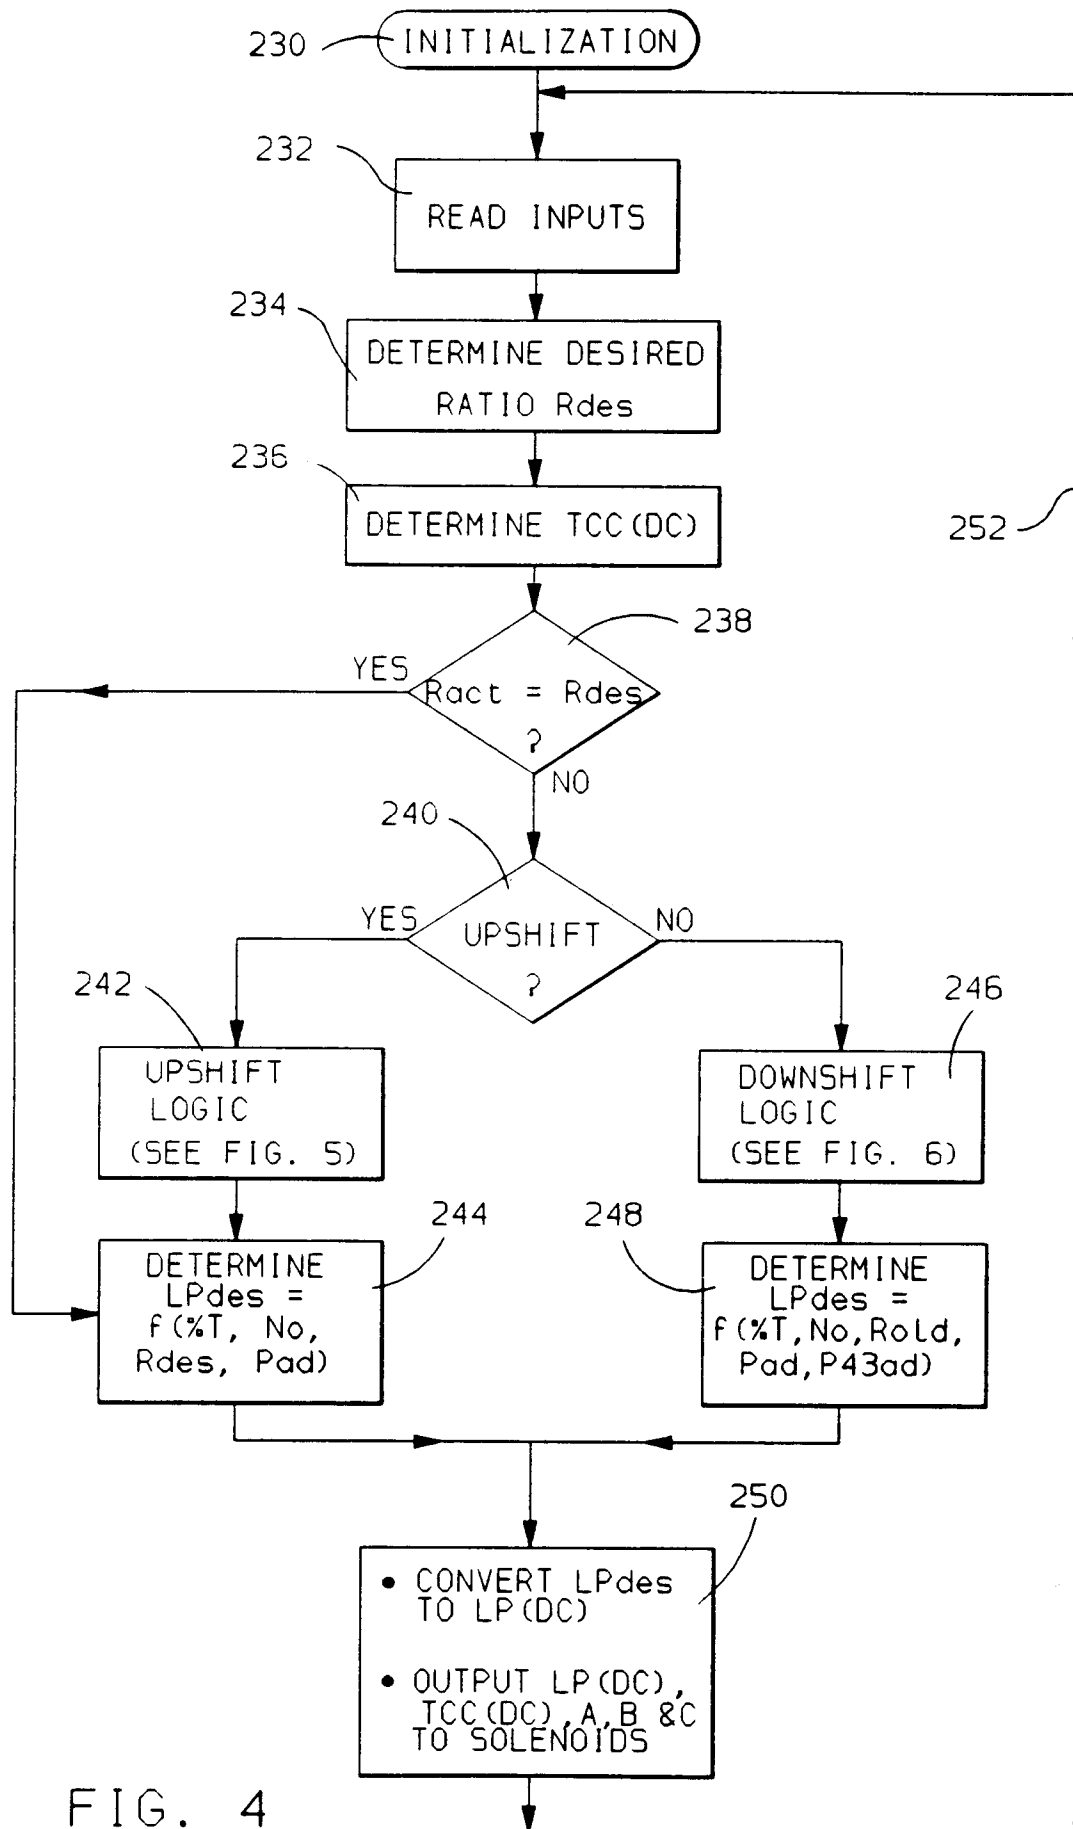 230
INITIALIZATION
232
READ INPUTS
234
DETERMINE DESIRED
RATIO Rdes
236
DETERMINE TCC(DC)
252
238
YES
Ract = Rdes
?
NO
240
YES
UPSHIFT
?
NO
242
UPSHIFT
LOGIC
(SEE FIG. 5)
246
DOWNSHIFT
LOGIC
(SEE FIG. 6)
244
DETERMINE
LPdes =
f(%T, No,
Rdes, Pad)
248
DETERMINE
LPdes =
f(%T,No,Rold,
Pad,P43ad)
250
• CONVERT LPdes
TO LP(DC)
• OUTPUT LP(DC),
TCC(DC),A,B &C
TO SOLENOIDS
FIG. 4